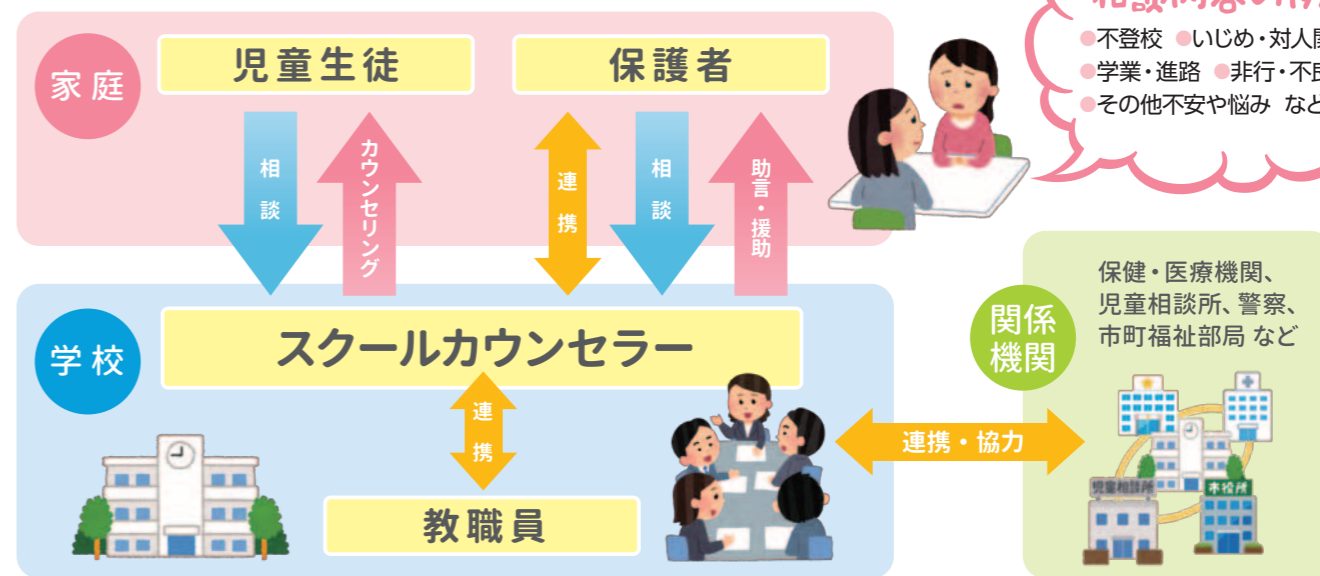 家庭
児童生徒
保護者
相談
カウンセリング
連携
相談
助言・援助
●不登校 ●いじめ・対人関
●学業・進路 ●非行・不良
●その他不安や悩み など
学校
スクールカウンセラー
連携
教職員
連携・協力
関係
機関
保健・医療機関、
児童相談所、警察、
市町福祉部局 など
児童相談所
市役所